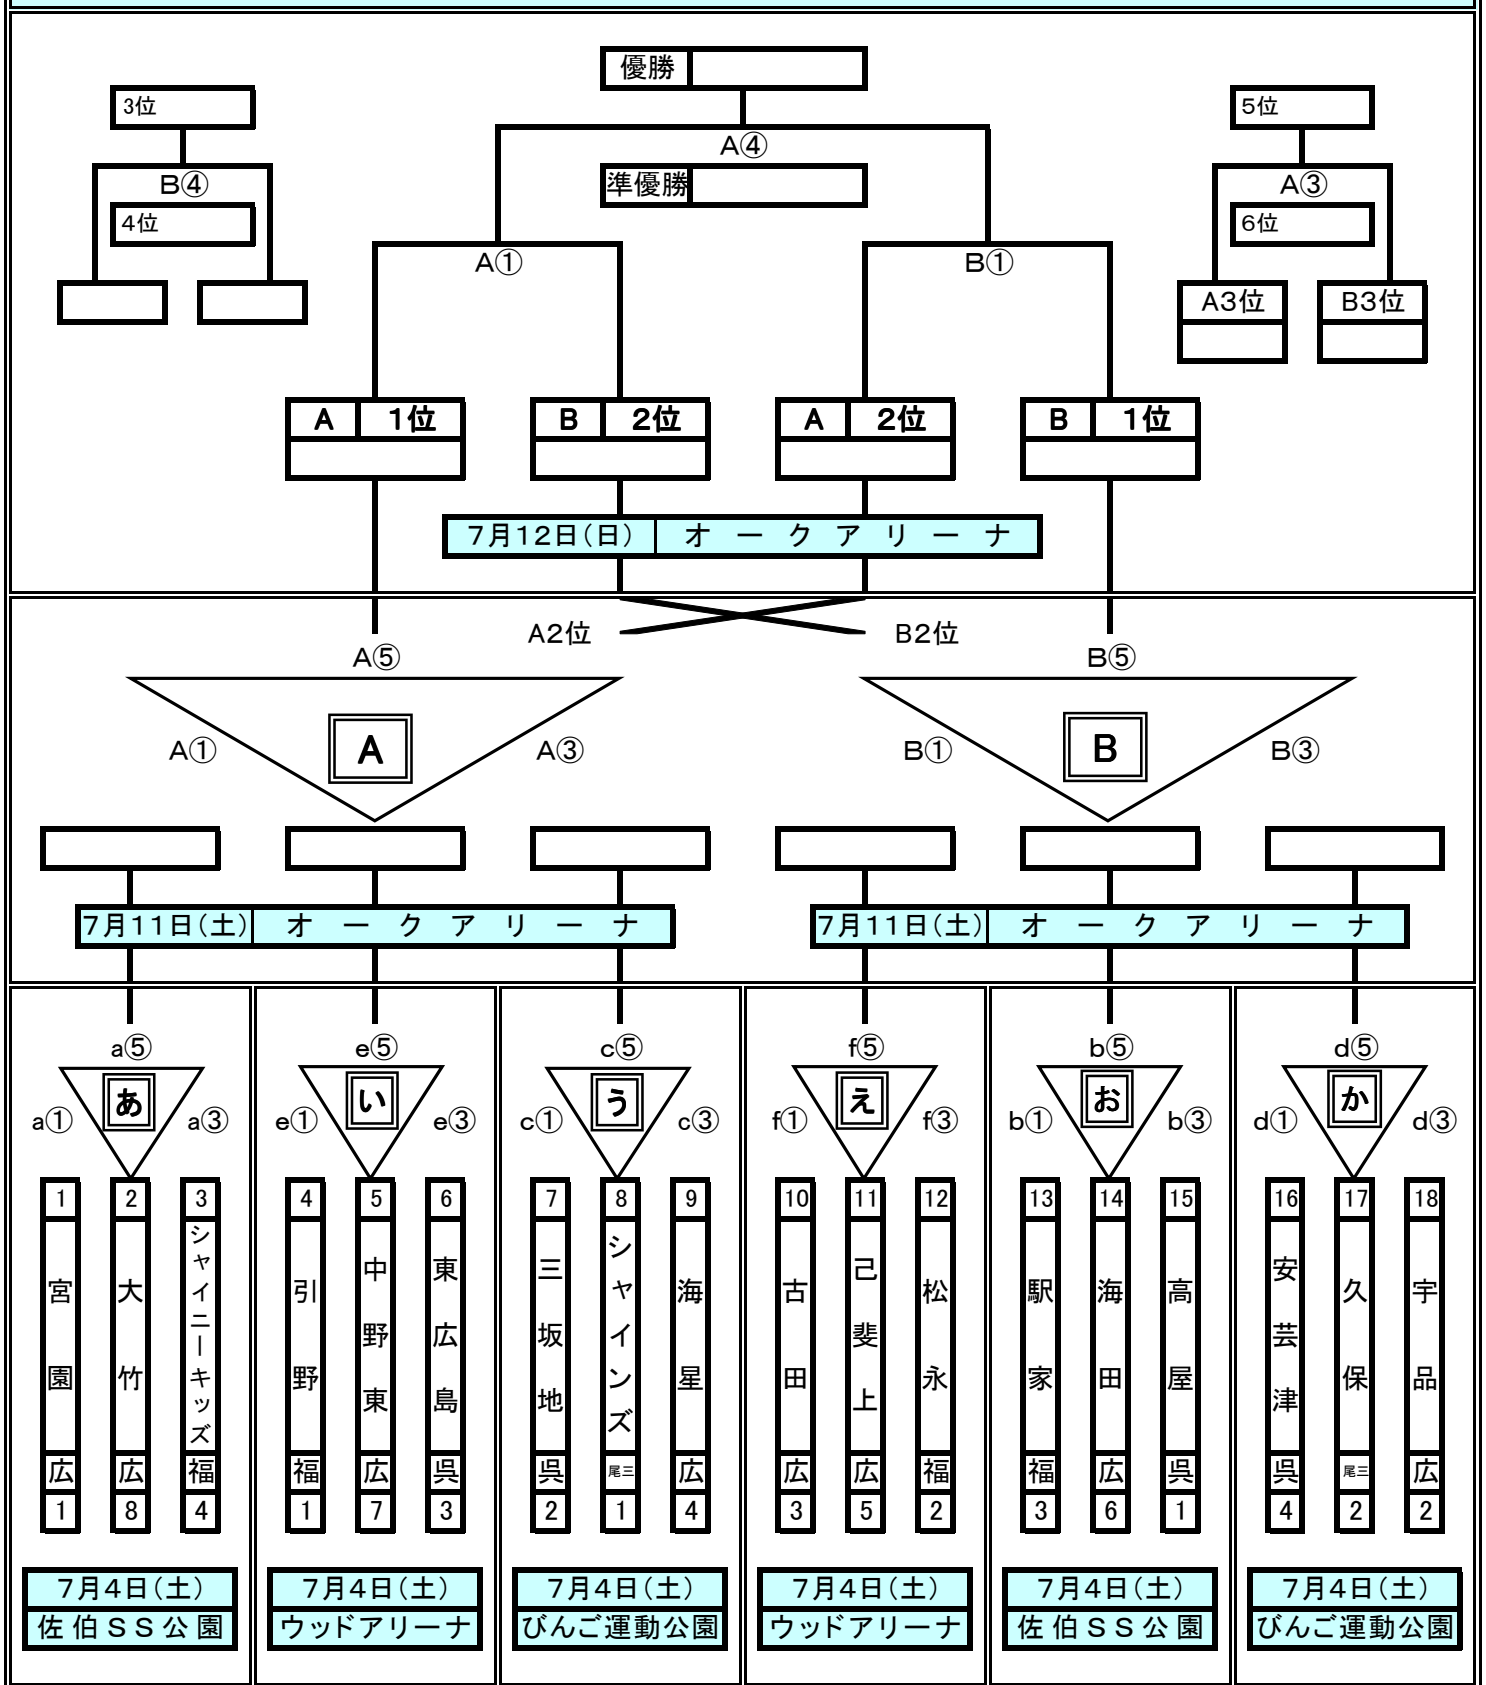 優勝
3位
5位
A④
準優勝
B④
A③
4位
6位
A①
B①
A3位
B3位
A 1位
B 2位
A 2位
B 1位
7月12日(日) オークアリーナ
A2位
B2位
A⑤
B⑤
A①
A
A③
B①
B
B③
7月11日(土) オークアリーナ
7月11日(土) オークアリーナ
a⑤
e⑤
c⑤
f⑤
b⑤
d⑤
あ
い
う
え
お
か
a①
a③
e①
e③
c①
c③
f①
f③
b①
b③
d①
d③
1 宮園 広 1
2 大竹 広 8
3 シャイニーキッズ 福 4
4 引野 福 1
5 中野東 広 7
6 東広島 呉 3
7 三坂地 呉 2
8 シャインズ 尾三 1
9 海星 広 4
10 古田 広 3
11 己斐上 広 5
12 松永 福 2
13 駅家 福 3
14 海田 広 6
15 高屋 呉 1
16 安芸津 呉 4
17 久保 尾三 2
18 宇品 広 2
7月4日(土)
佐伯SS公園
7月4日(土)
ウッドアリーナ
7月4日(土)
びんご運動公園
7月4日(土)
ウッドアリーナ
7月4日(土)
佐伯SS公園
7月4日(土)
びんご運動公園